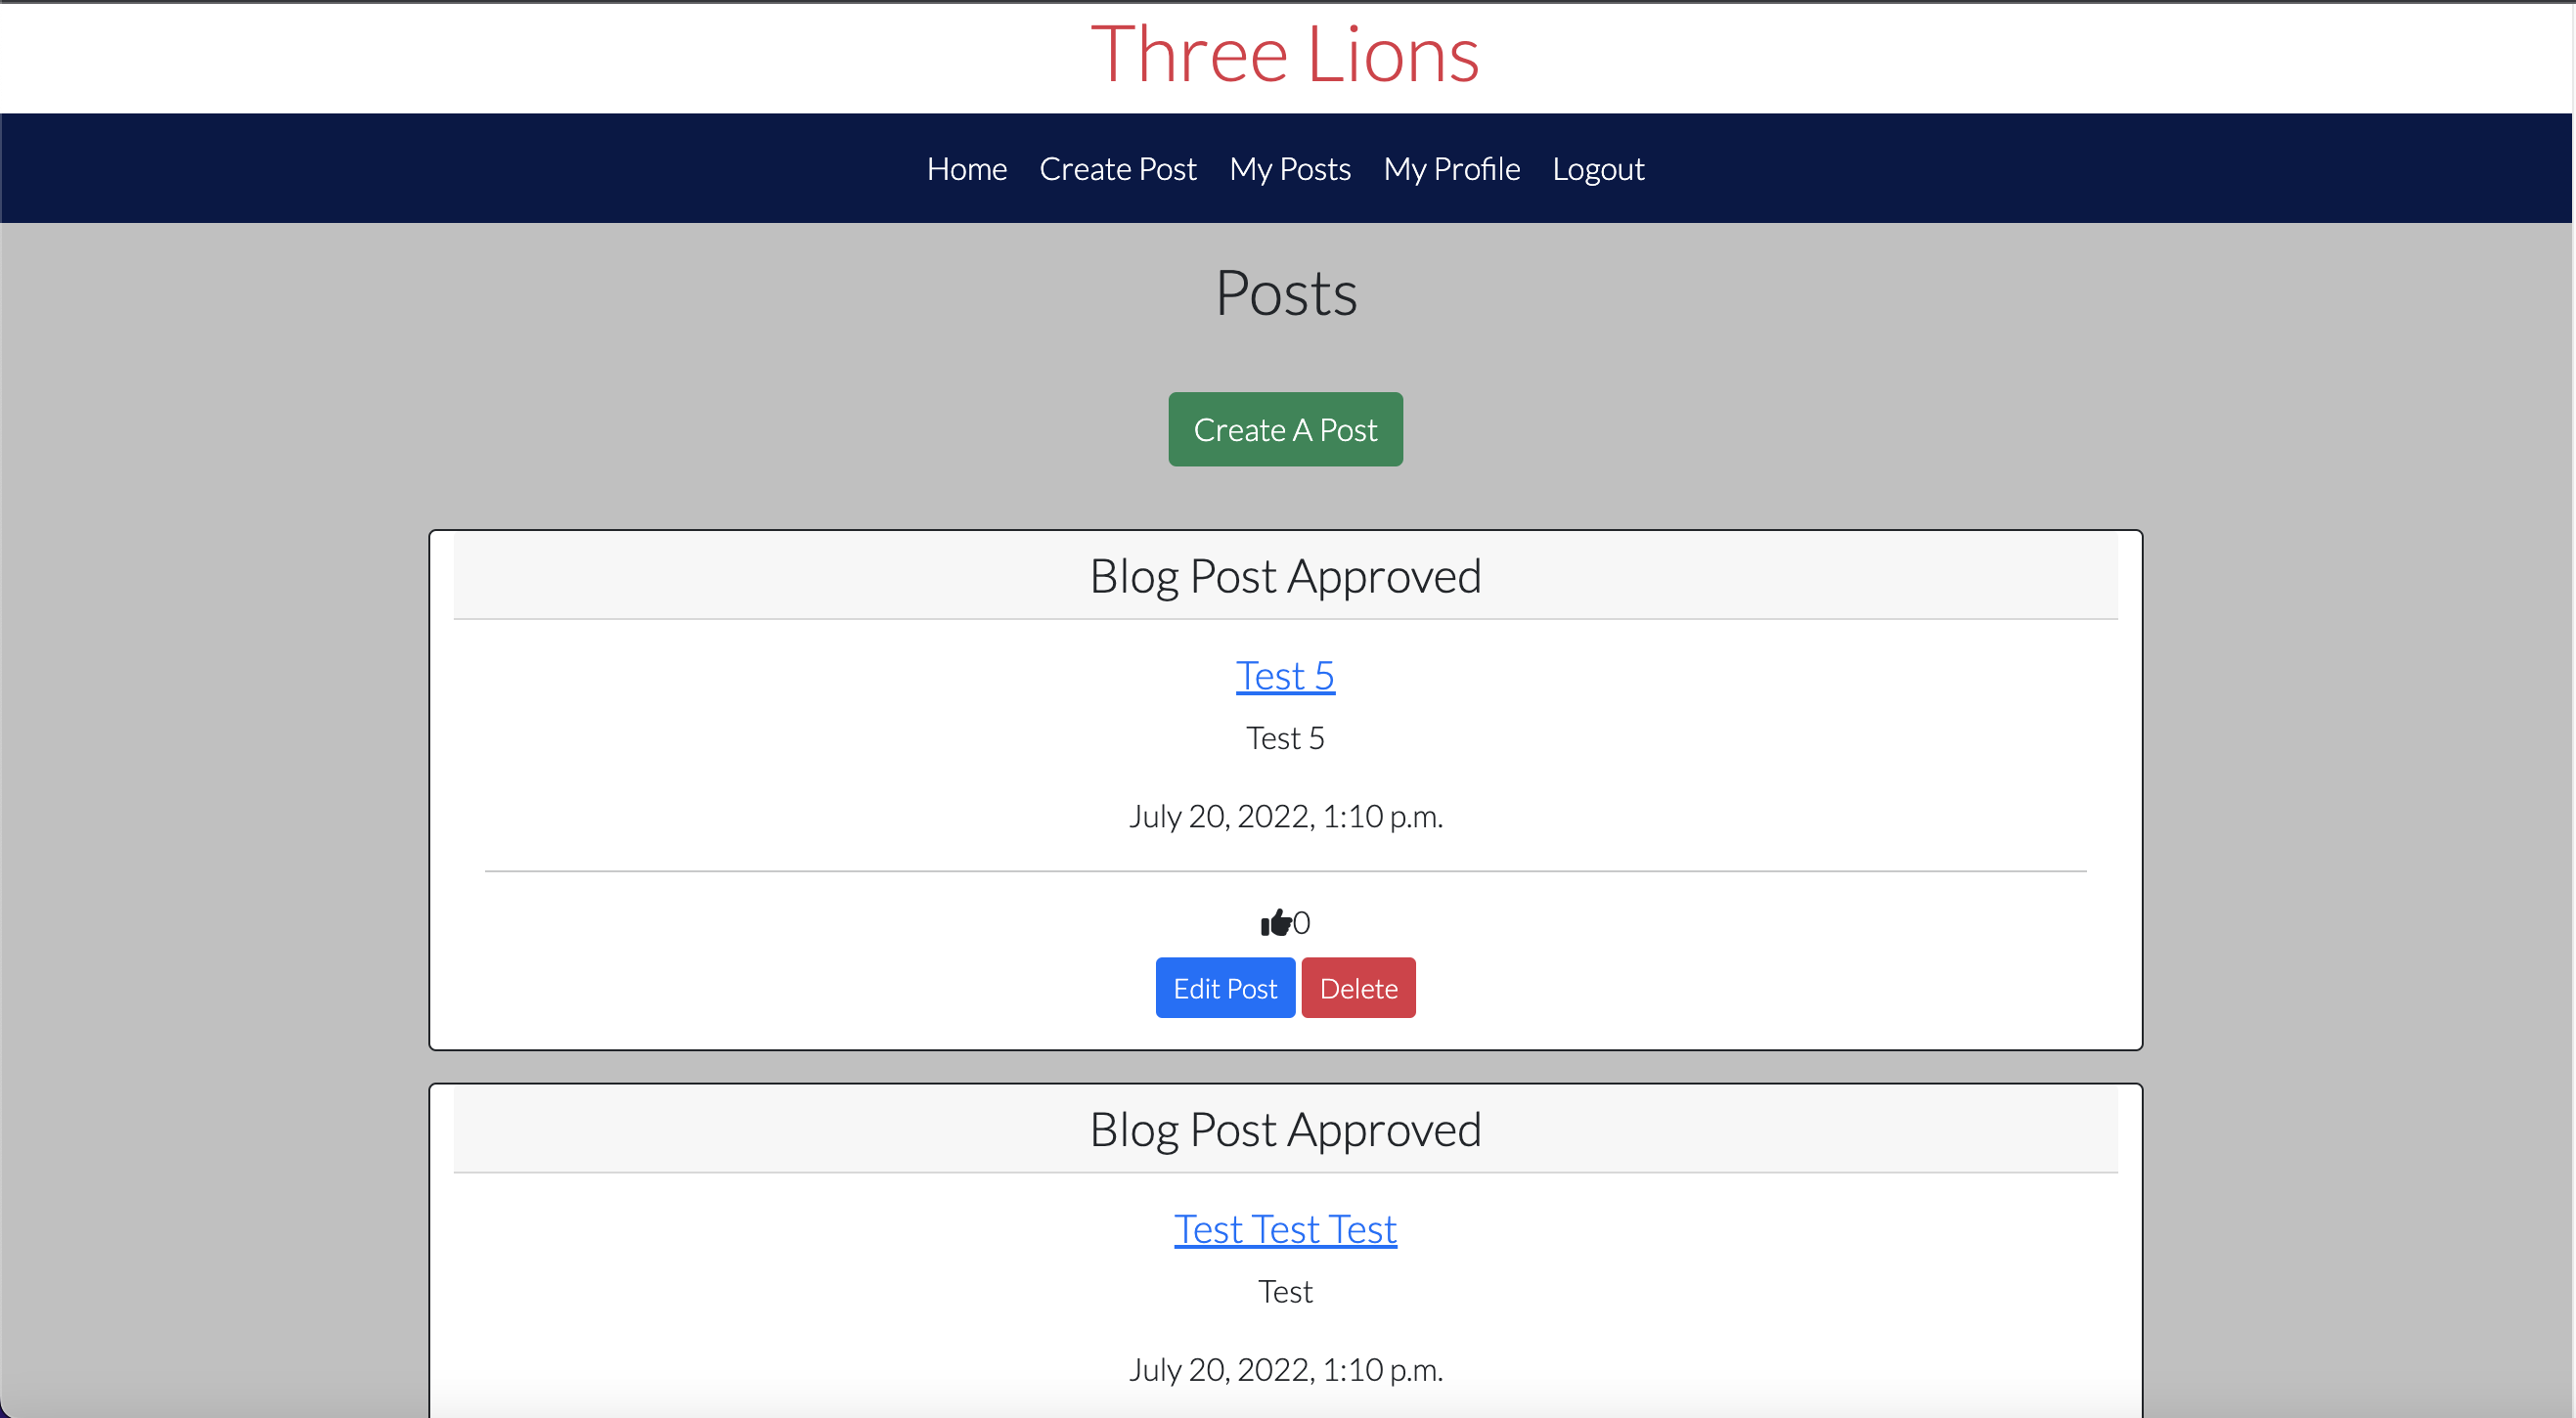 Three Lions
Home Create Post My Posts My Profile Logout
Posts
Create A Post
Blog Post Approved
Test 5
Test 5
July 20, 2022, 1:10 p.m.
0
Edit Post Delete
Blog Post Approved
Test Test Test
Test
July 20, 2022, 1:10 p.m.